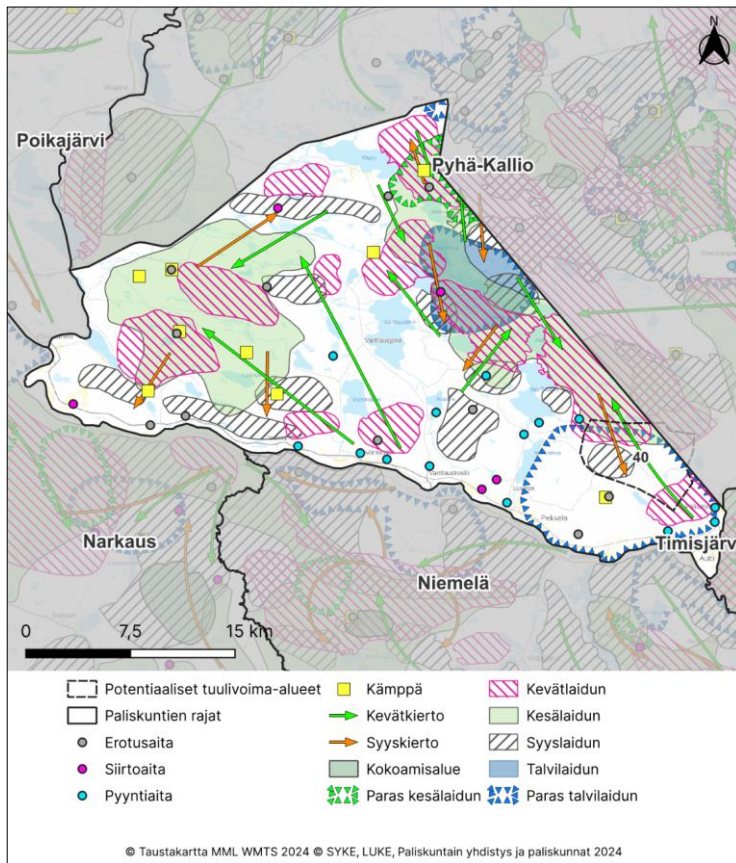 N
Poikajärvi
Pyhä-Kallio
40
Narkaus
Niemelä
Timisjärv
0 7,5 15 km
Potentiaaliset tuulivoima-alueet
Paliskuntien rajat
Erotusaita
Siirtoaita
Pyyntiaita
Kämppä
Kevätkierto
Syyskierto
Kokoamisalue
Paras kesälaidun
Kevätlaidun
Kesälaidun
Syyslaidun
Talvilaidun
Paras talvilaidun
© Taustakartta MML WMTS 2024 © SYKE, LUKE, Paliskuntain yhdistys ja paliskunnat 2024